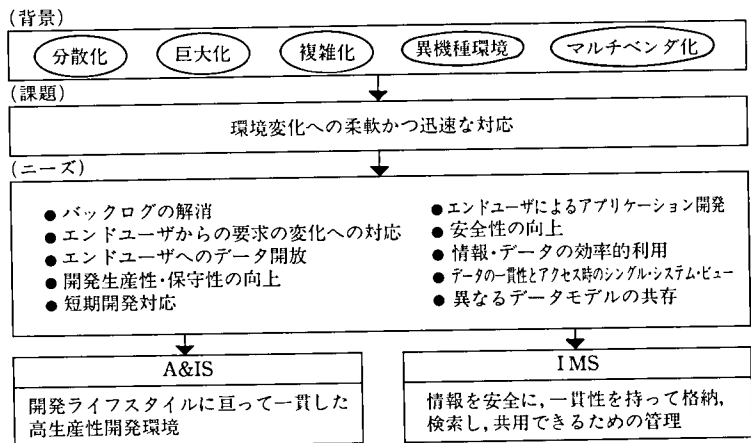 (背景)
分散化 巨大化 複雑化 異機種環境 マルチベンダ化
(課題)
環境変化への柔軟かつ迅速な対応
(ニーズ)
● バックログの解消
● エンドユーザからの要求の変化への対応
● エンドユーザへのデータ開放
● 開発生産性・保守性の向上
● 短期開発対応
● エンドユーザによるアプリケーション開発
● 安全性の向上
● 情報・データの効率的利用
● データの一貫性とアクセス時のシングル・システム・ビュー
● 異なるデータモデルの共存
A&IS
開発ライフスタイルに亘って一貫した
高生産性開発環境
IMS
情報を安全に,一貫性を持って格納,
検索し,共用できるための管理